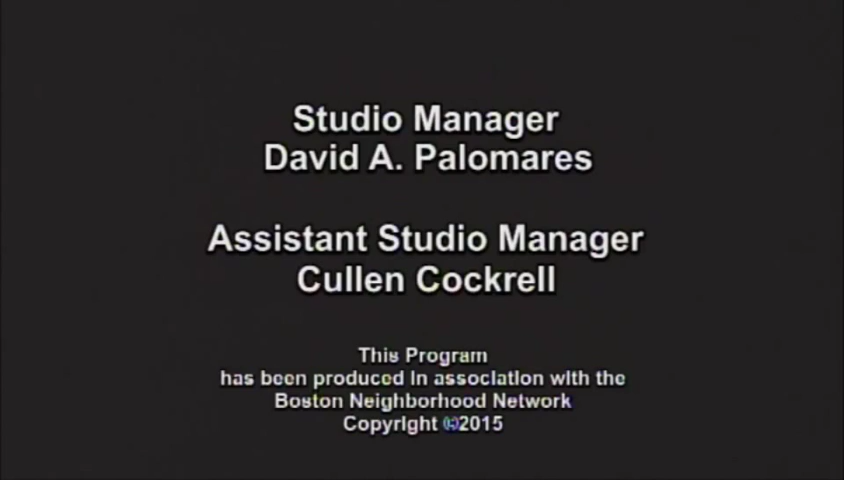 Studio Manager
David A. Palomares
Assistant Studio Manager
Cullen Cockrell
This Program
has been produced in association with the
Boston Neighborhood Network
Copyright ©2015